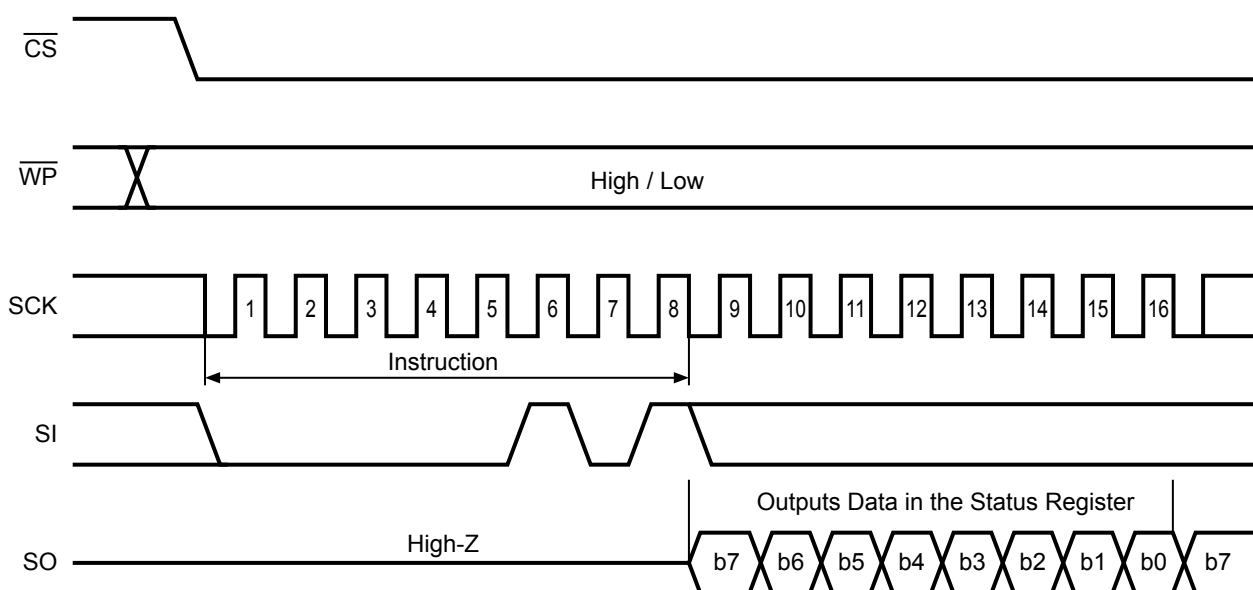 CS
WP
High / Low
SCK
1 2 3 4 5 6 7 8 9 10 11 12 13 14 15 16
Instruction
SI
Outputs Data in the Status Register
High-Z
SO
b7 b6 b5 b4 b3 b2 b1 b0 b7